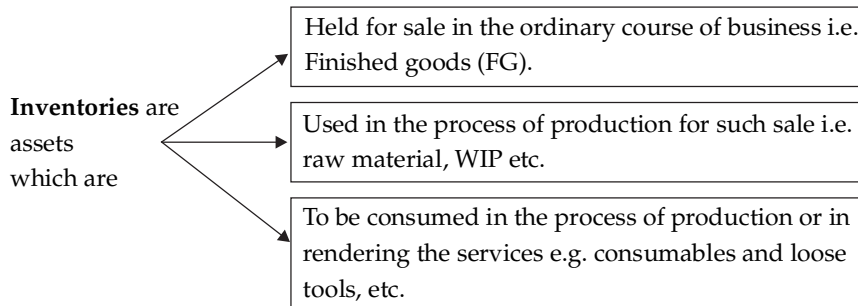 Inventories are
assets
which are
Held for sale in the ordinary course of business i.e.
Finished goods (FG).
Used in the process of production for such sale i.e.
raw material, WIP etc.
To be consumed in the process of production or in
rendering the services e.g. consumables and loose
tools, etc.